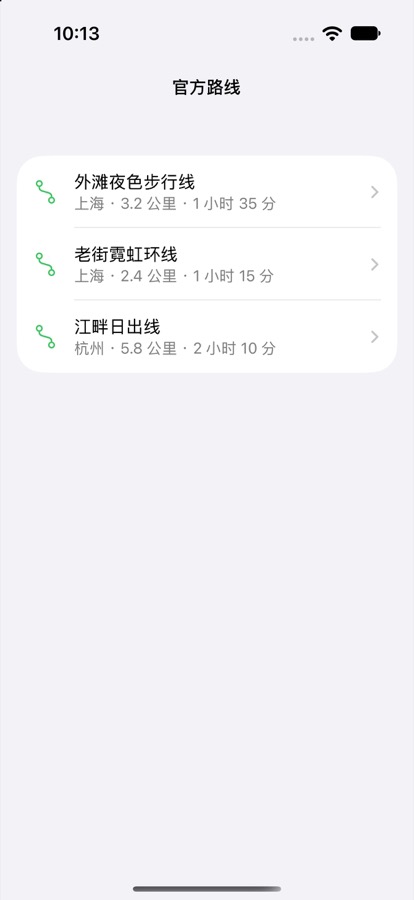 10:13
官方路线
外滩夜色步行线
上海 · 3.2 公里 · 1 小时 35 分
老街霓虹环线
上海 · 2.4 公里 · 1 小时 15 分
江畔日出线
杭州 · 5.8 公里 · 2 小时 10 分